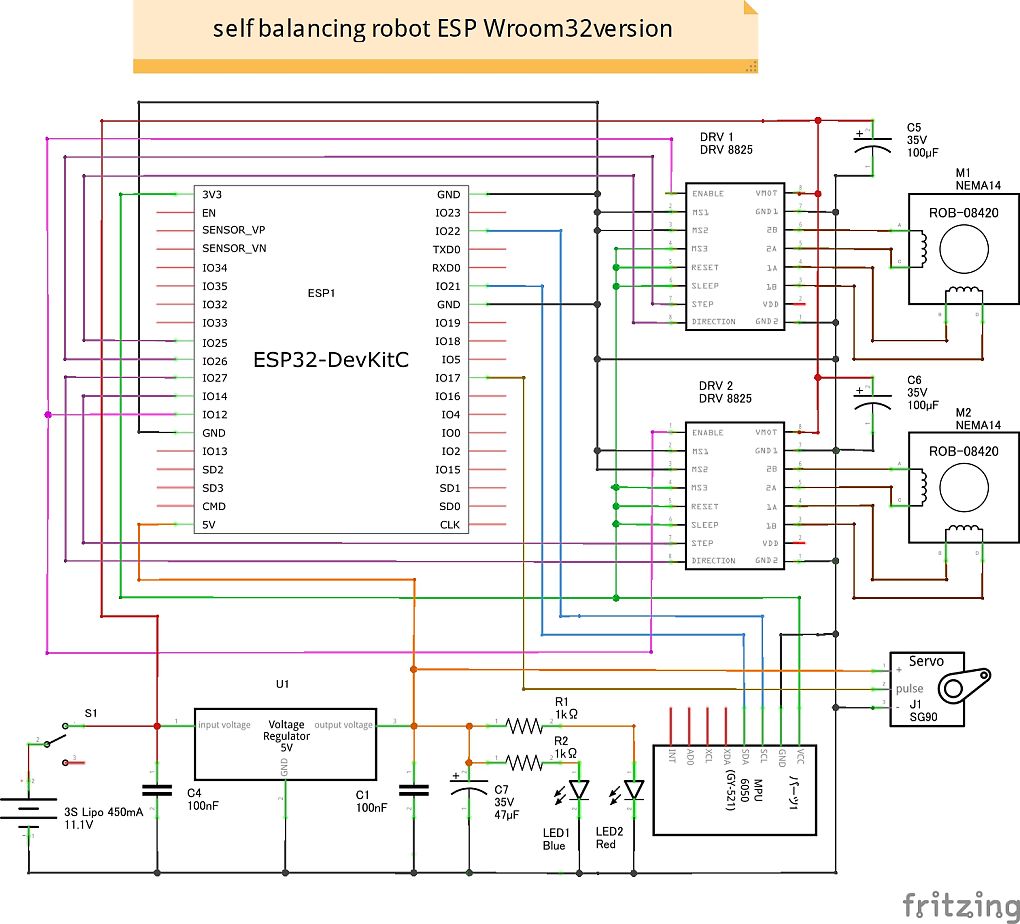 self balancing robot ESP Wroom32version
DRV 1
DRV 8825
ENABLE
MS1
MS2
MS3
RESET
SLEEP
STEP
DIRECTION
VMOT
GND1
2B
2A
1A
1B
VDD
GND2
C5
35V
100μF
M1
NEMA14
ROB-08420
ESP1
ESP32-DevKitC
3V3
EN
SENSOR_VP
SENSOR_VN
IO34
IO35
IO32
IO33
IO25
IO26
IO27
IO14
IO12
GND
IO13
SD2
SD3
CMD
5V
GND
IO23
IO22
TXD0
RXD0
IO21
GND
IO19
IO18
IO5
IO17
IO16
IO4
IO0
IO2
IO15
SD1
SD0
CLK
DRV 2
DRV 8825
ENABLE
MS1
MS2
MS3
RESET
SLEEP
STEP
DIRECTION
VMOT
GND1
2B
2A
1A
1B
VDD
GND2
C6
35V
100μF
M2
NEMA14
ROB-08420
Servo
+
pulse
-
J1
SG90
S1
3S Lipo 450mA
11.1V
C4
100nF
U1
input voltage
Voltage
Regulator
5V
output voltage
GND
C1
100nF
C7
35V
47μF
R1
1kΩ
R2
1kΩ
LED1
Blue
LED2
Red
INT
AD0
XCL
XDA
SDA
SCL
GND
VCC
パーツ1
MPU
6050
(GY-521)
fritzing